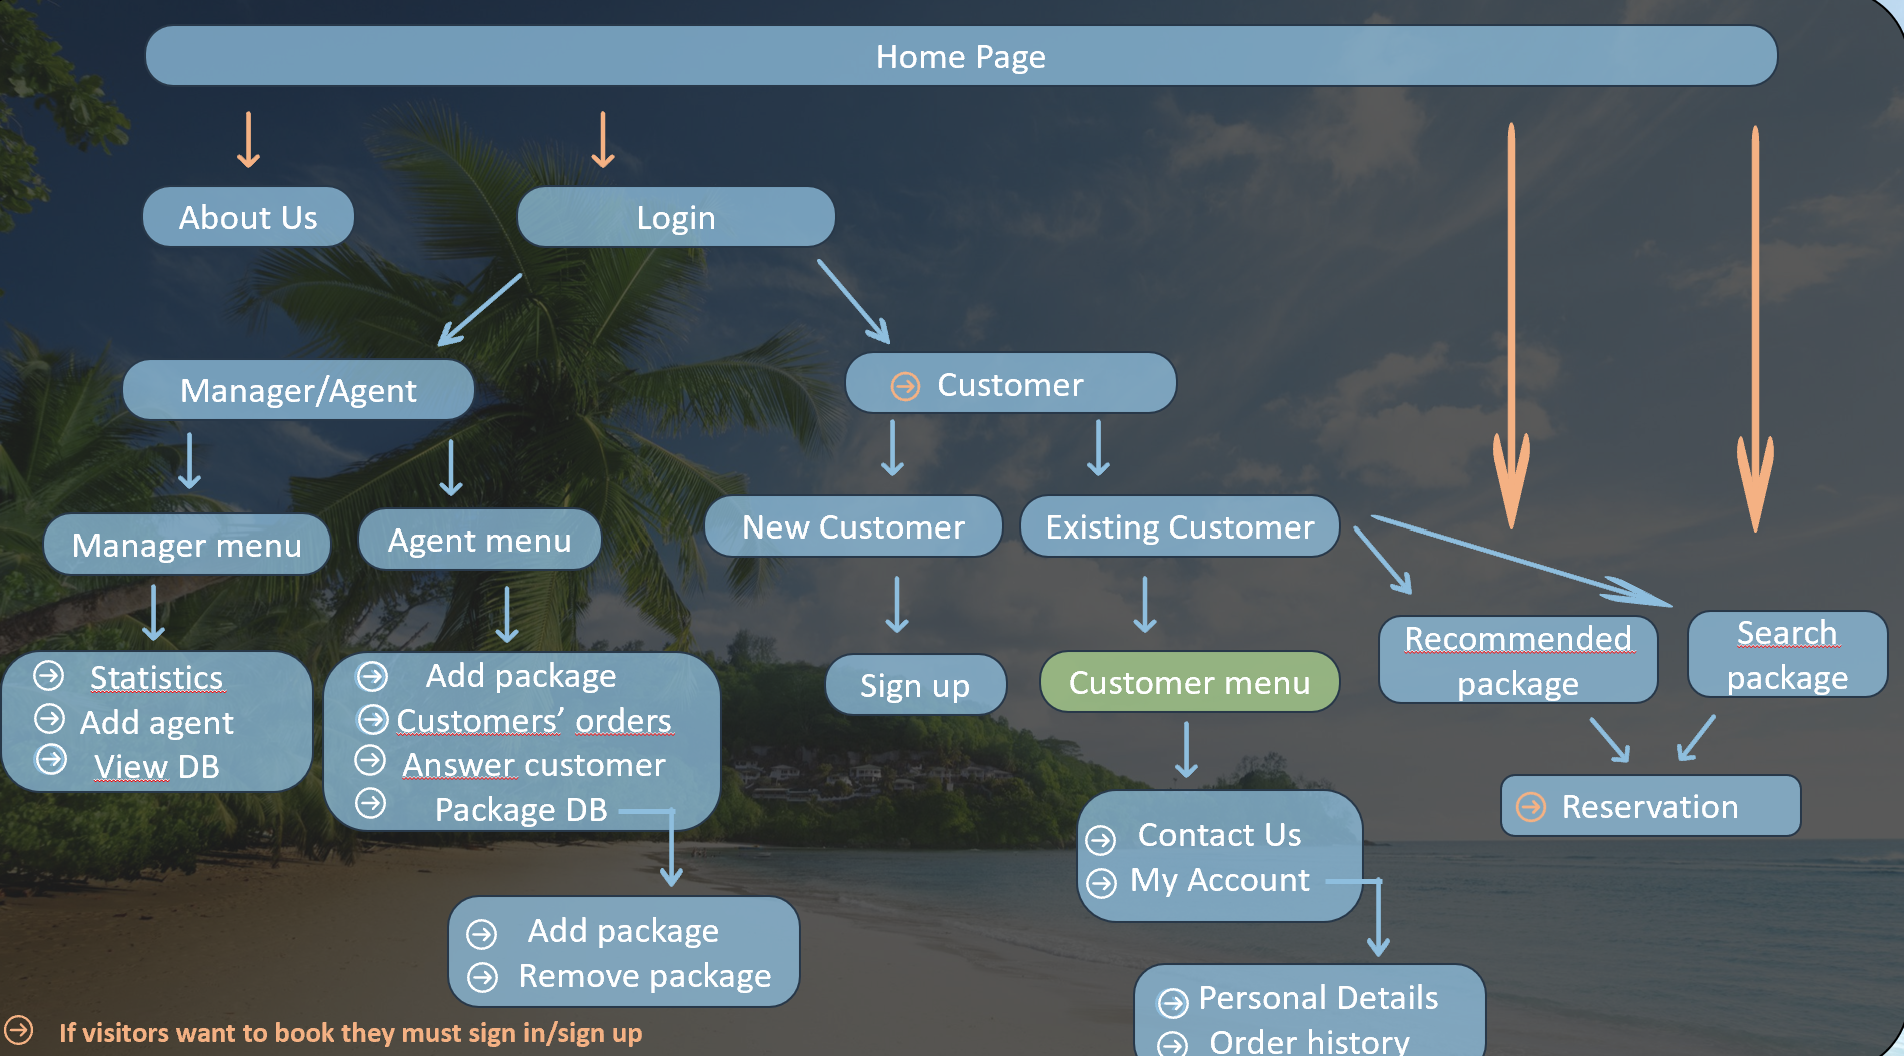 Home Page
About Us
Login
Manager/Agent
Customer
Manager menu
Agent menu
New Customer
Existing Customer
Recommended
package
Search
package
Statistics
Add agent
View DB
Add package
Customers’ orders
Answer customer
Package DB
Sign up
Customer menu
Reservation
Contact Us
My Account
Add package
Remove package
Personal Details
Order history
If visitors want to book they must sign in/sign up